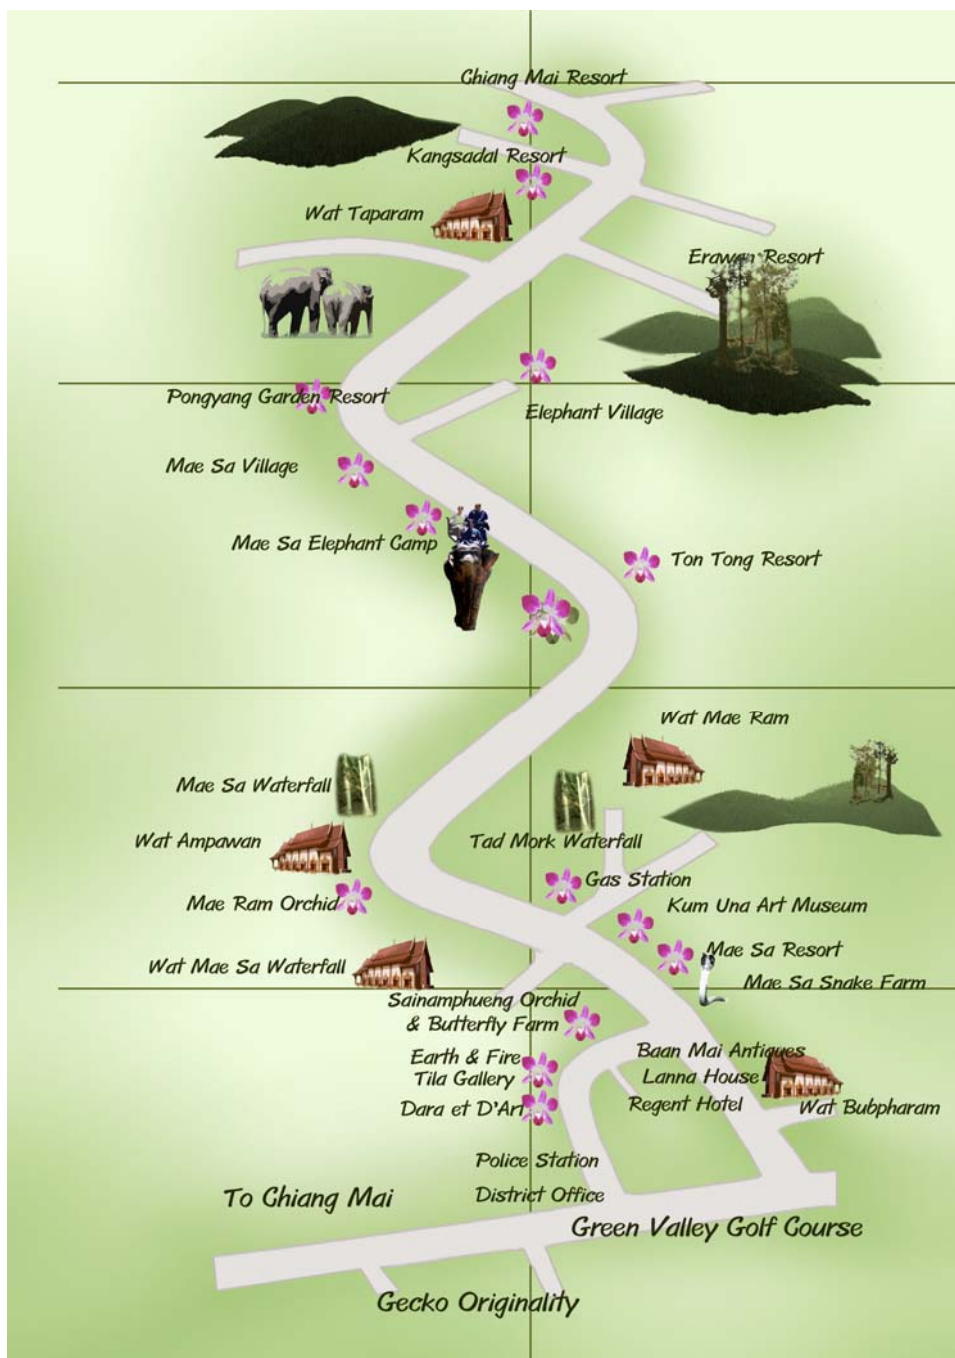 Chiang Mai Resort
Kangsadal Resort
Wat Taparam
Erawan Resort
Pongyang Garden Resort
Elephant Village
Mae Sa Village
Mae Sa Elephant Camp
Ton Tong Resort
Wat Mae Ram
Mae Sa Waterfall
Wat Ampawan
Tad Mork Waterfall
Gas Station
Mae Ram Orchid
Kum Una Art Museum
Mae Sa Resort
Wat Mae Sa Waterfall
Mae Sa Snake Farm
Sainamphueng Orchid
& Butterfly Farm
Baan Mai Antiques
Earth & Fire
Tila Gallery
Lanna House
Dara et D'Art
Regent Hotel
Wat Bubpharam
Police Station
To Chiang Mai
District Office
Green Valley Golf Course
Gecko Originality